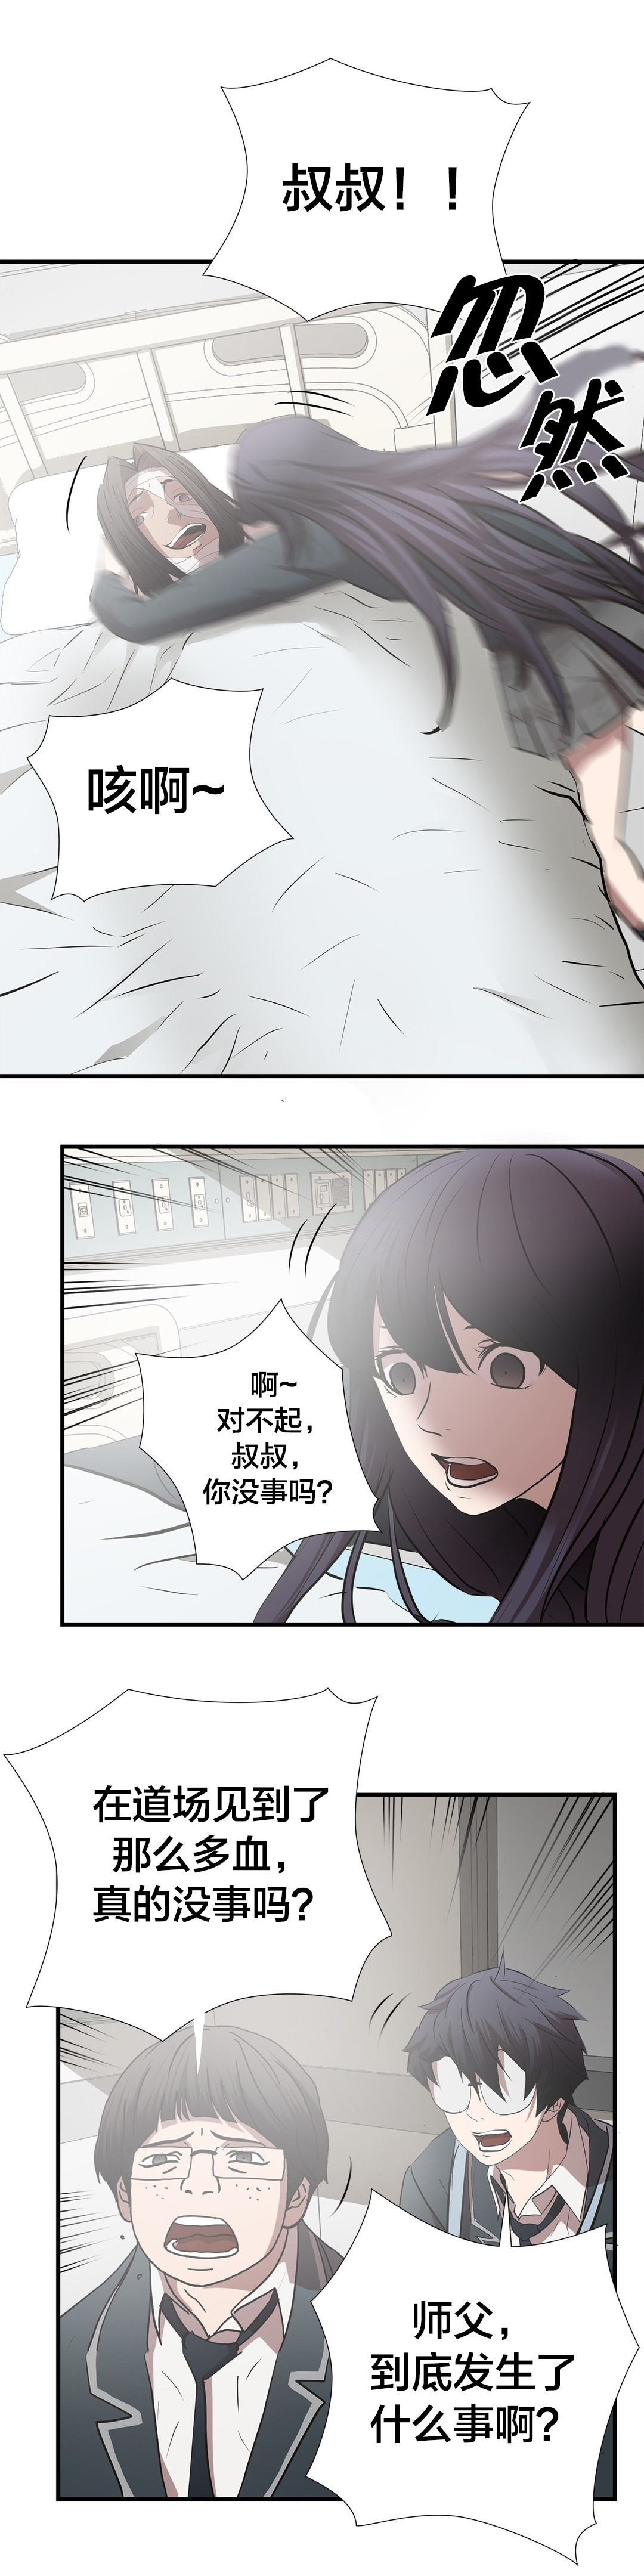 叔叔！！
忽然
咳啊~
啊~
对不起，
叔叔，
你没事吗？
在道场见到了
那么多血，
真的没事吗？
师父，
到底发生了
什么事啊？